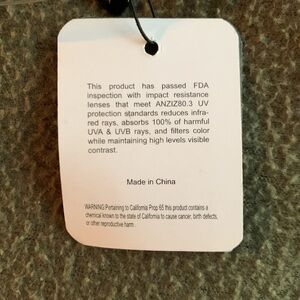 This product has passed FDA
inspection with impact resistance
lenses that meet ANZIZ80.3 UV
protection standards reduces infra-
red rays, absorbs 100% of harmful
UVA & UVB rays, and filters color
while maintaining high levels visible
contrast.
Made in China
WARNING:Pertaining to California Prop 65 this product contains a
chemical known to the state of California to cause cancer, birth defects,
or other reproductive harm.